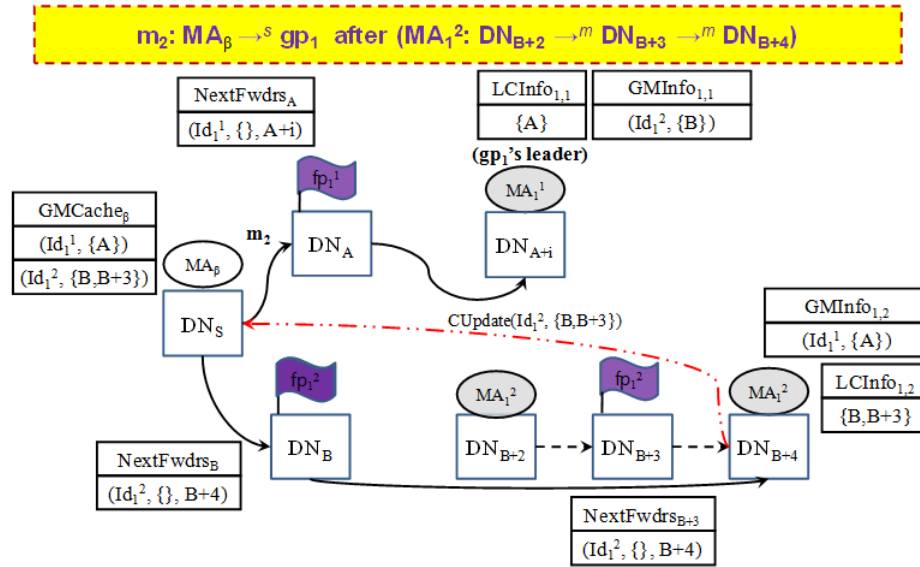 m₂: MAᵦ →ˢ gp₁ after (MA₁²: DN_B+2 →ᵐ DN_B+3 →ᵐ DN_B+4)
NextFwdrs_A
(Id₁¹, {}, A+i)
LCInfo₁,₁
{A}
GMInfo₁,₁
(Id₁², {B})
(gp₁'s leader)
fp₁¹
MA₁¹
GMCacheᵦ
(Id₁¹, {A})
(Id₁², {B,B+3})
m₂
DN_A
DN_A+i
MAᵦ
DN_S
CUpdate(Id₁², {B,B+3})
GMInfo₁,₂
(Id₁¹, {A})
fp₁²
MA₁²
fp₁²
MA₁²
LCInfo₁,₂
{B,B+3}
DN_B
DN_B+2
DN_B+3
DN_B+4
NextFwdrs_B
(Id₁², {}, B+4)
NextFwdrs_B+3
(Id₁², {}, B+4)